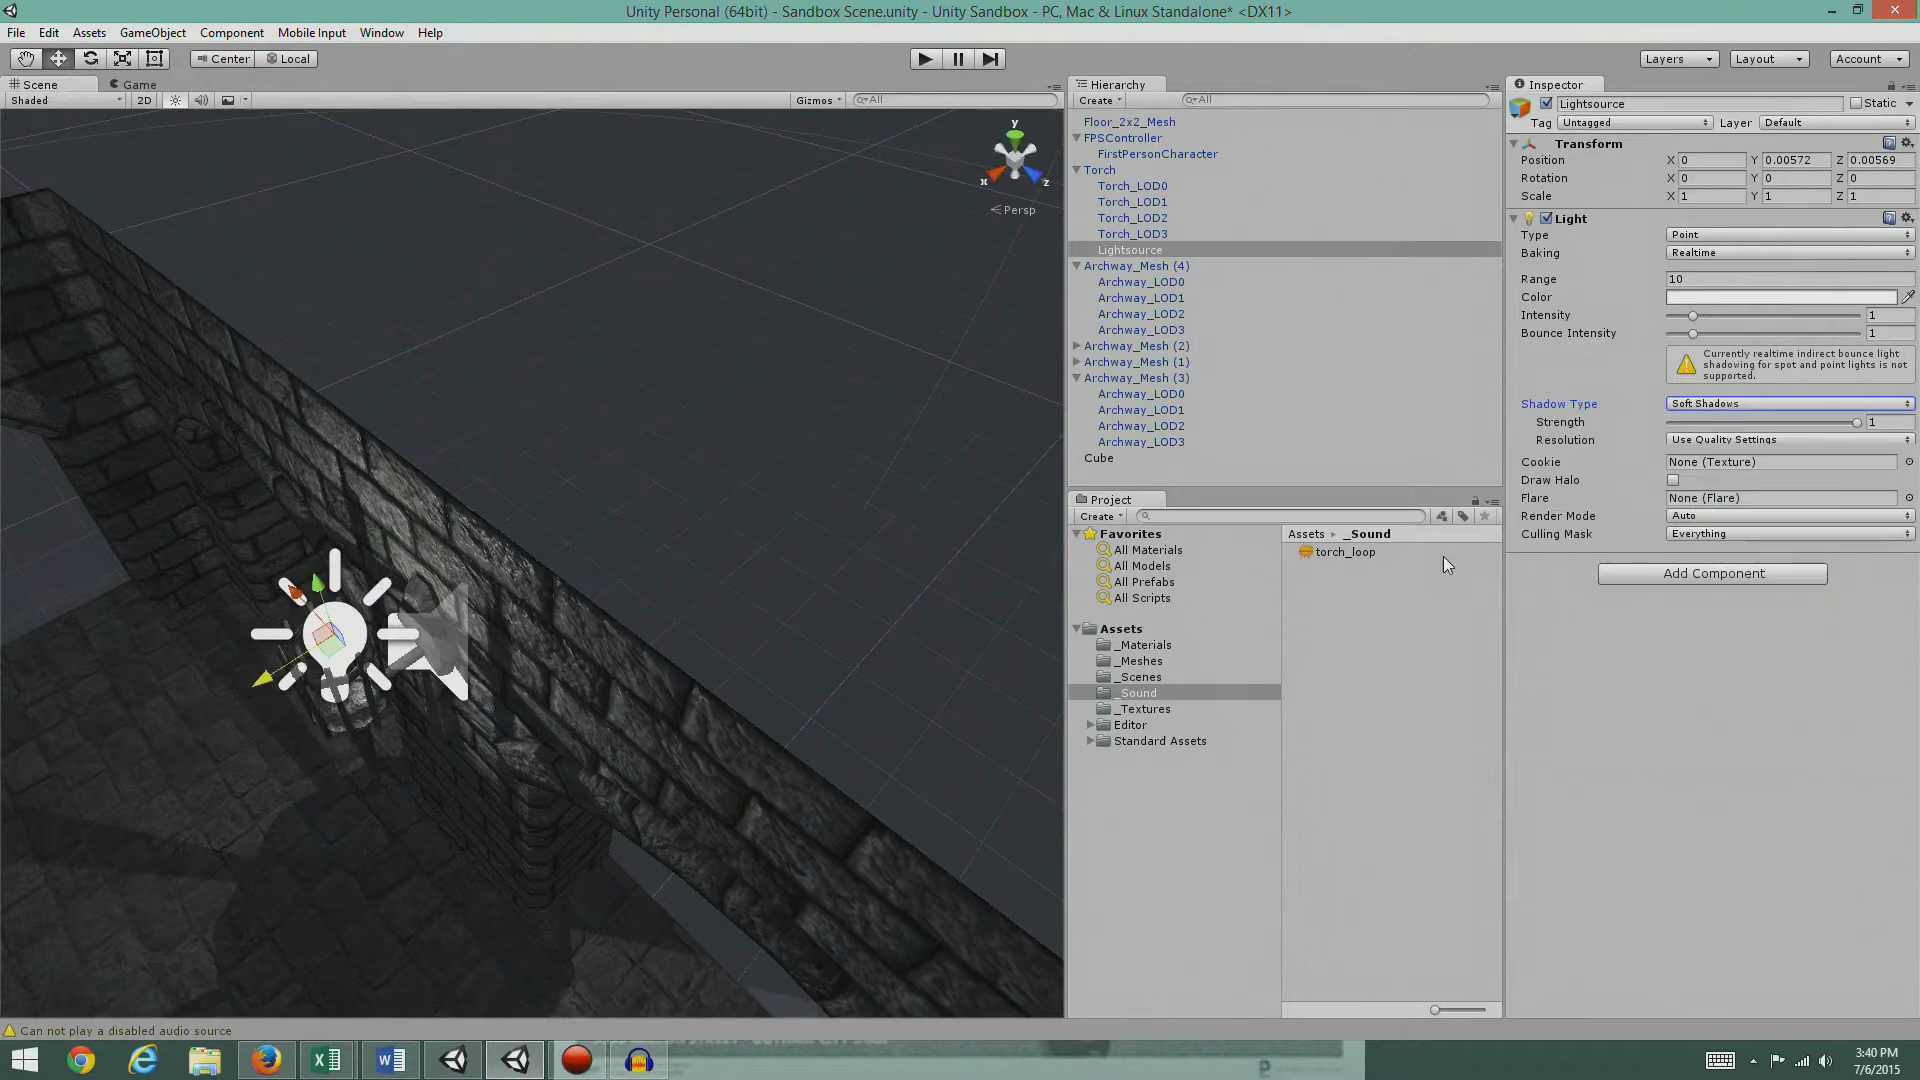 Unity Personal (64bit) - Sandbox Scene.unity - Unity Sandbox - PC, Mac & Linux Standalone* <DX11>
File Edit Assets GameObject Component Mobile Input Window Help
Center Local
Layers Layout Account
Scene Game
Shaded 2D Gizmos All
y
x
z
Persp
Hierarchy
Create All
Floor_2x2_Mesh
FPSController
FirstPersonCharacter
Torch
Torch_LOD0
Torch_LOD1
Torch_LOD2
Torch_LOD3
Lightsource
Archway_Mesh (4)
Archway_LOD0
Archway_LOD1
Archway_LOD2
Archway_LOD3
Archway_Mesh (2)
Archway_Mesh (1)
Archway_Mesh (3)
Archway_LOD0
Archway_LOD1
Archway_LOD2
Archway_LOD3
Cube
Project
Create
Favorites
All Materials
All Models
All Prefabs
All Scripts
Assets
_Materials
_Meshes
_Scenes
_Sound
_Textures
Editor
Standard Assets
Assets _Sound
torch_loop
Inspector
Lightsource Static
Tag Untagged Layer Default
Transform
Position X 0 Y 0.00572 Z 0.00569
Rotation X 0 Y 0 Z 0
Scale X 1 Y 1 Z 1
Light
Type Point
Baking Realtime
Range 10
Color
Intensity 1
Bounce Intensity 1
Currently realtime indirect bounce light
shadowing for spot and point lights is not
supported.
Shadow Type Soft Shadows
Strength 1
Resolution Use Quality Settings
Cookie None (Texture)
Draw Halo
Flare None (Flare)
Render Mode Auto
Culling Mask Everything
Add Component
Can not play a disabled audio source
3:40 PM
7/6/2015